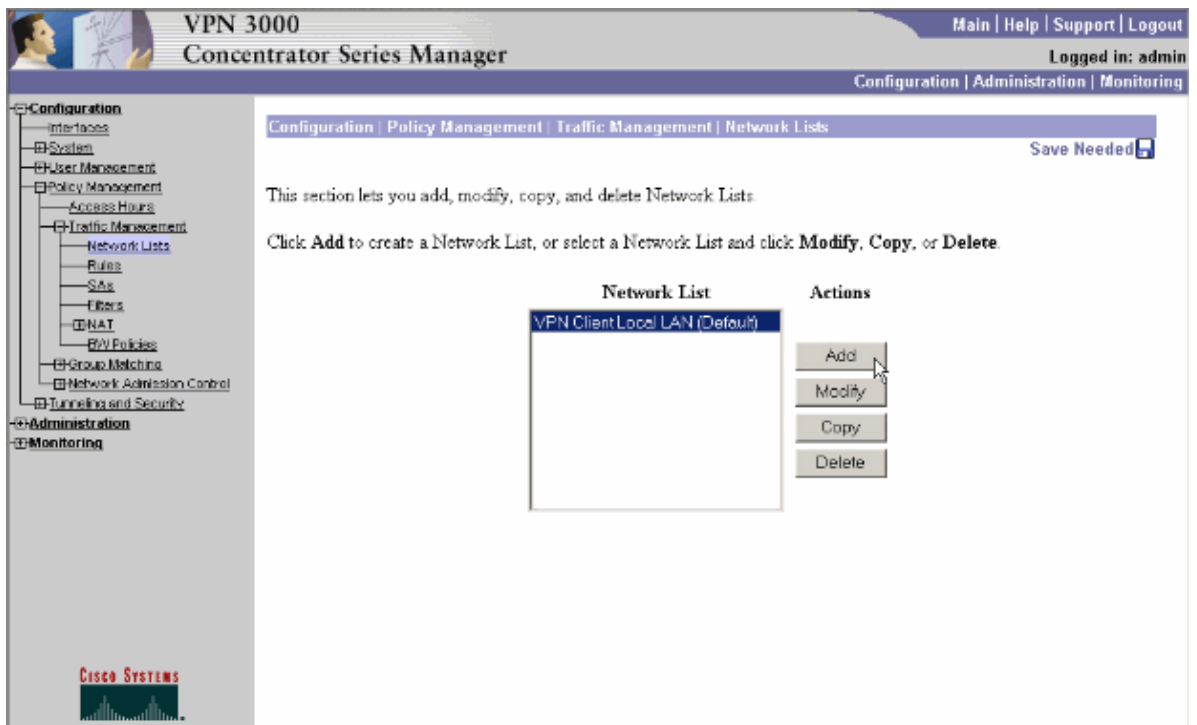 VPN 3000
Concentrator Series Manager
Main | Help | Support | Logout
Logged in: admin
Configuration | Administration | Monitoring
Configuration
Interfaces
System
User Management
Policy Management
Access Hours
Traffic Management
Network Lists
Rules
SAs
Filters
NAT
BW Policies
Group Matching
Network Admission Control
Tunneling and Security
Administration
Monitoring
Configuration | Policy Management | Traffic Management | Network Lists
Save Needed
This section lets you add, modify, copy, and delete Network Lists.
Click Add to create a Network List, or select a Network List and click Modify, Copy, or Delete.
Network List
Actions
VPN Client Local LAN (Default)
Add
Modify
Copy
Delete
CISCO SYSTEMS